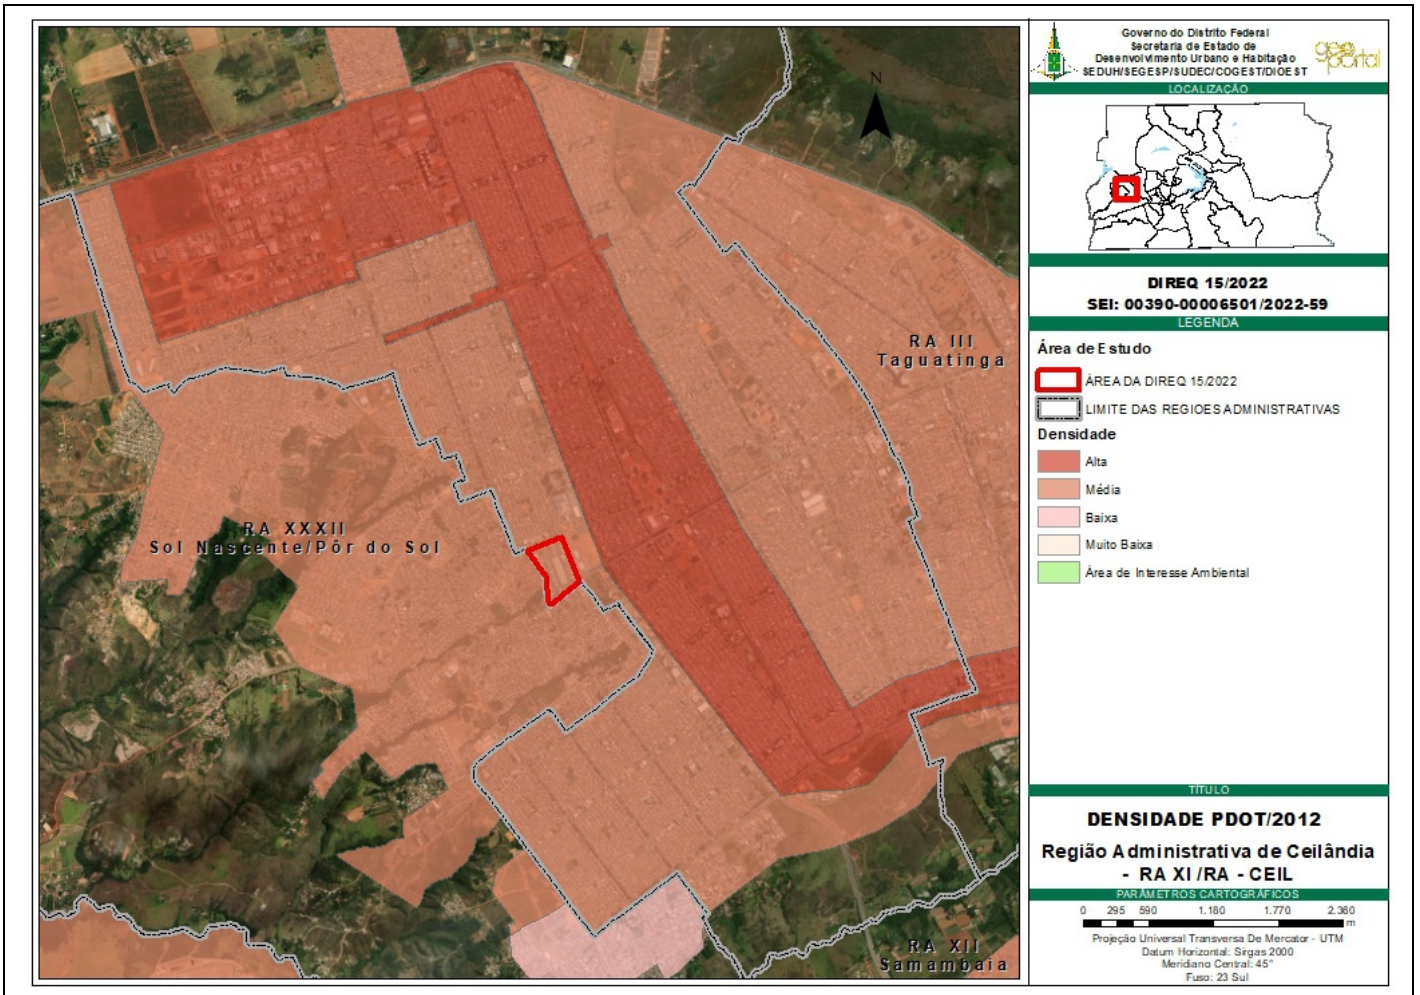 N
RA III
Taguatinga
RA XXXII
Sol Nascente/Pôr do Sol
RA XII
Samambaia
Governo do Distrito Federal
Secretaria de Estado de
Desenvolvimento Urbano e Habitação
SEDUH/SEGESP/SUDEC/COGEST/DIOEST
geo
portal
LOCALIZAÇÃO
DIREQ 15/2022
SEI: 00390-00006501/2022-59
LEGENDA
Área de Estudo
ÁREA DA DIREQ 15/2022
LIMITE DAS REGIOES ADMINISTRATIVAS
Densidade
Alta
Média
Baixa
Muito Baixa
Área de Interesse Ambiental
TÍTULO
DENSIDADE PDOT/2012
Região Administrativa de Ceilândia
- RA XI /RA - CEIL
PARÂMETROS CARTOGRÁFICOS
0 295 590 1.180 1.770 2.360
m
Projeção Universal Transversa De Mercator - UTM
Datum Horizontal: Sirgas 2000
Meridiano Central: 45°
Fuso: 23 Sul